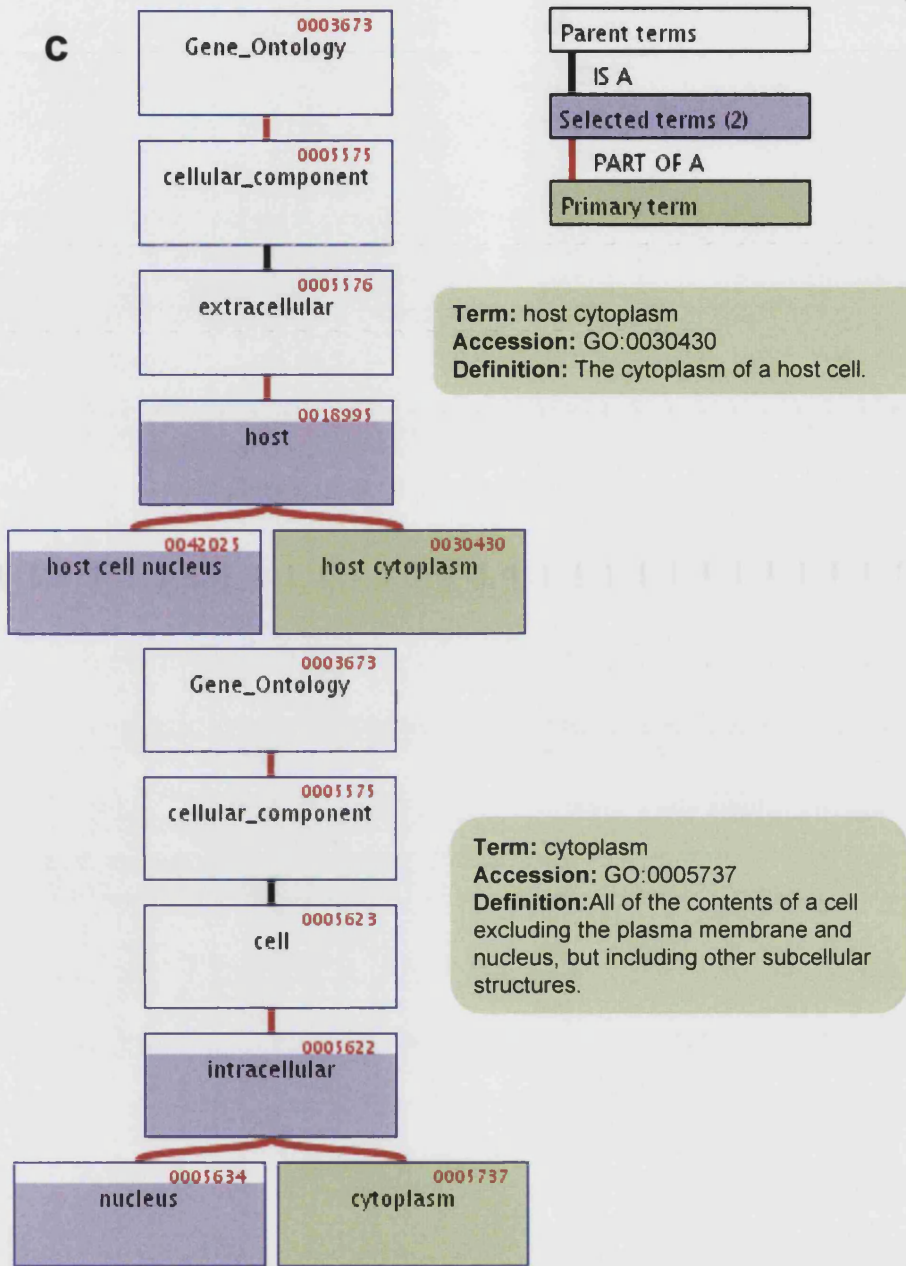 C
0003673
Gene_Ontology
0005575
cellular_component
0005576
extracellular
0018995
host
0042025
host cell nucleus
0030430
host cytoplasm
Parent terms
IS A
Selected terms (2)
PART OF A
Primary term
Term: host cytoplasm
Accession: GO:0030430
Definition: The cytoplasm of a host cell.
0003673
Gene_Ontology
0005575
cellular_component
0005623
cell
0005622
intracellular
0005634
nucleus
0005737
cytoplasm
Term: cytoplasm
Accession: GO:0005737
Definition:All of the contents of a cell
excluding the plasma membrane and
nucleus, but including other subcellular
structures.